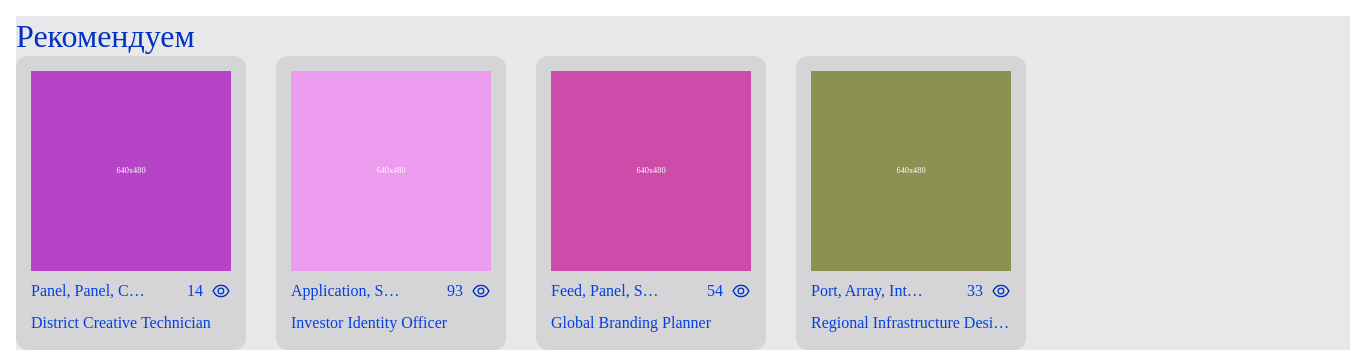 Рекомендуем
640x480
640x480
640x480
640x480
Panel, Panel, C… 14
Application, S… 93
Feed, Panel, S… 54
Port, Array, Int… 33
District Creative Technician
Investor Identity Officer
Global Branding Planner
Regional Infrastructure Desi…